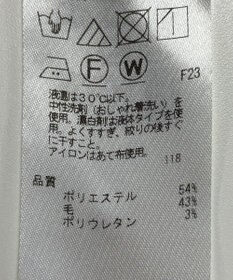 F W F23
液温は30℃以下、
中性洗剤(おしゃれ着洗い)を
使用。漂白剤は液体タイプを使
用。よくすすぎ、絞りの後すぐ
に干すこと。
アイロンはあて布使用。
118
品質
ポリエステル 54%
毛 43%
ポリウレタン 3%